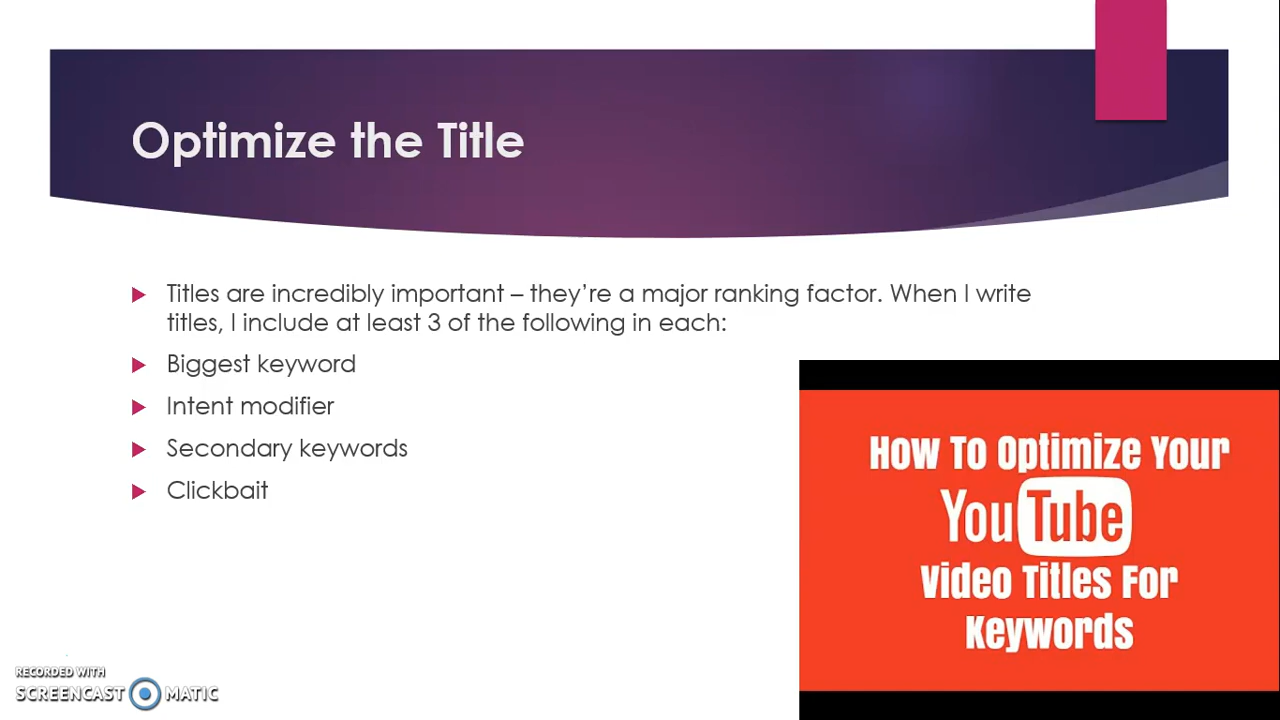 Optimize the Title
Titles are incredibly important – they’re a major ranking factor. When I write
titles, I include at least 3 of the following in each:
Biggest keyword
Intent modifier
Secondary keywords
Clickbait
How To Optimize Your
YouTube
Video Titles For
Keywords
RECORDED WITH
SCREENCAST MATIC